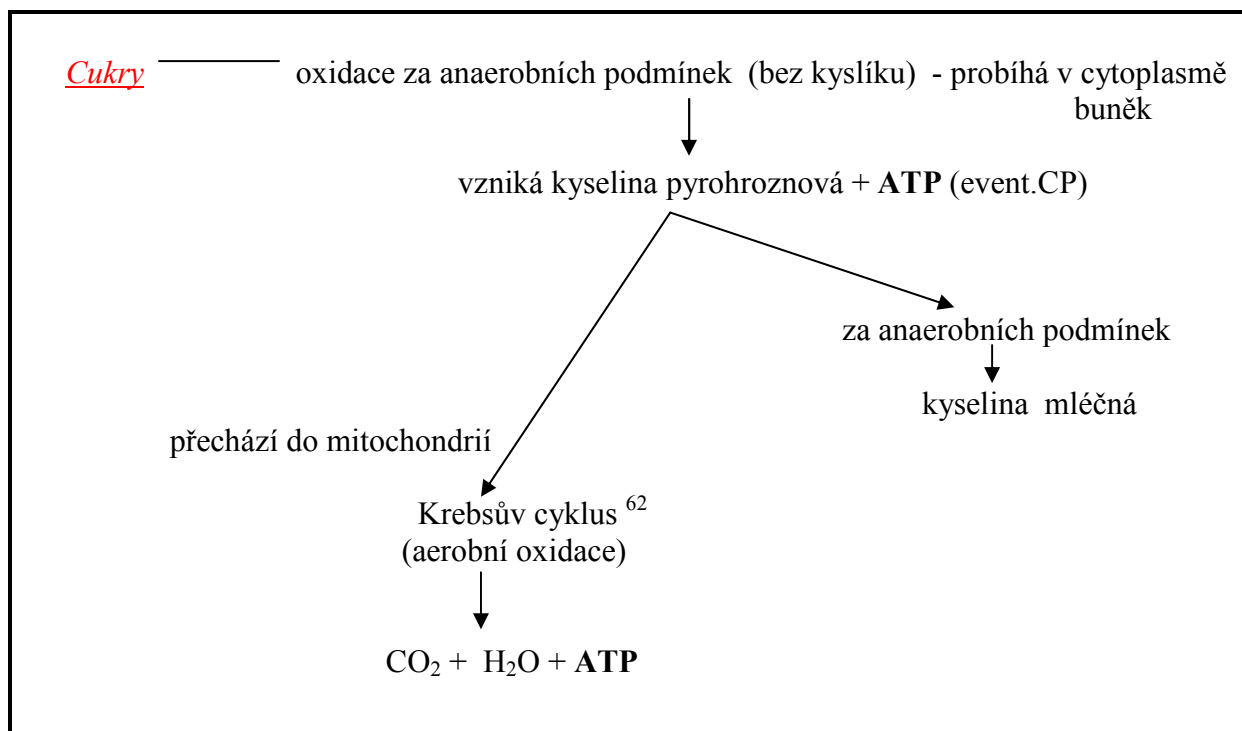 Cukry oxidace za anaerobních podmínek (bez kyslíku) - probíhá v cytoplasmě
buněk
vzniká kyselina pyrohroznová + ATP (event.CP)
za anaerobních podmínek
kyselina mléčná
přechází do mitochondrií
Krebsův cyklus ⁶²
(aerobní oxidace)
CO₂ + H₂O + ATP